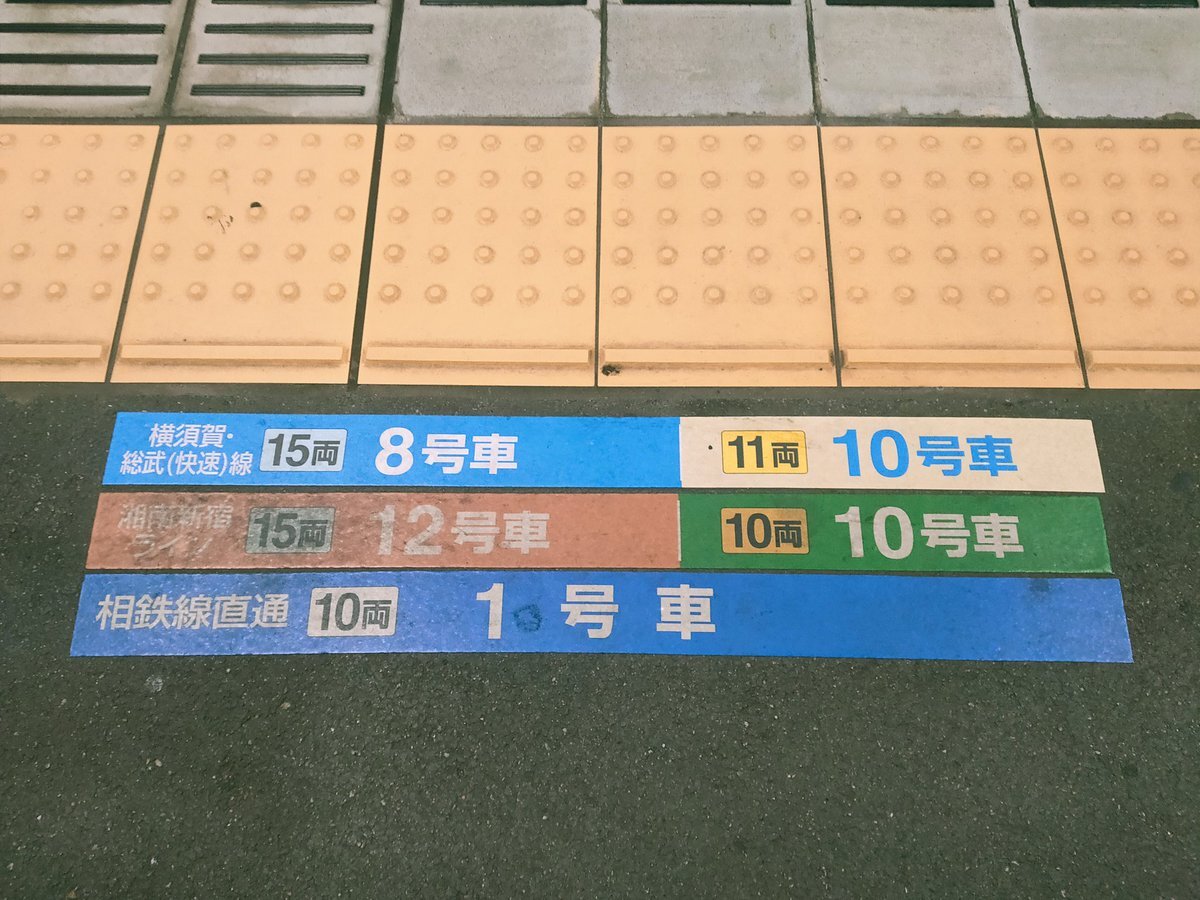 横須賀・
総武(快速)線 15両 8号車 11両 10号車
湘南新宿
ライン 15両 12号車 10両 10号車
相鉄線直通 10両 1号車